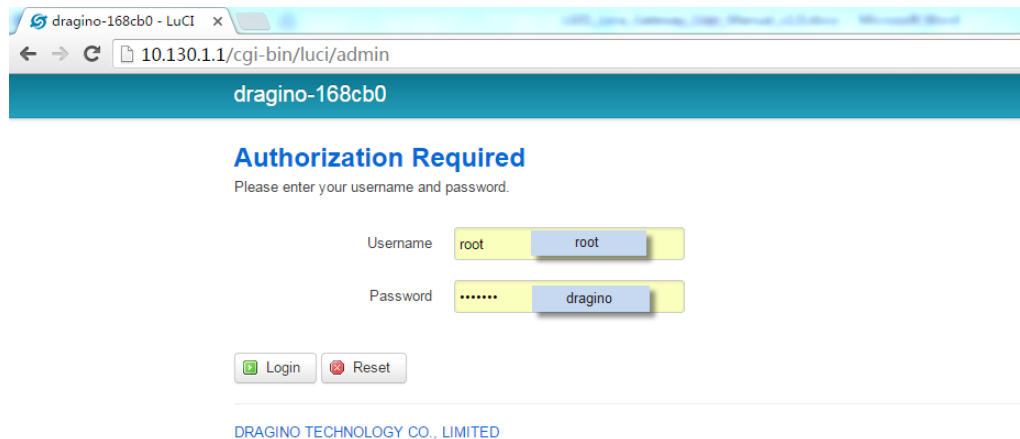 dragino-168cb0 - LuCI x
10.130.1.1/cgi-bin/luci/admin
dragino-168cb0
Authorization Required
Please enter your username and password.
Username root root
Password ••••••• dragino
Login Reset
DRAGINO TECHNOLOGY CO., LIMITED